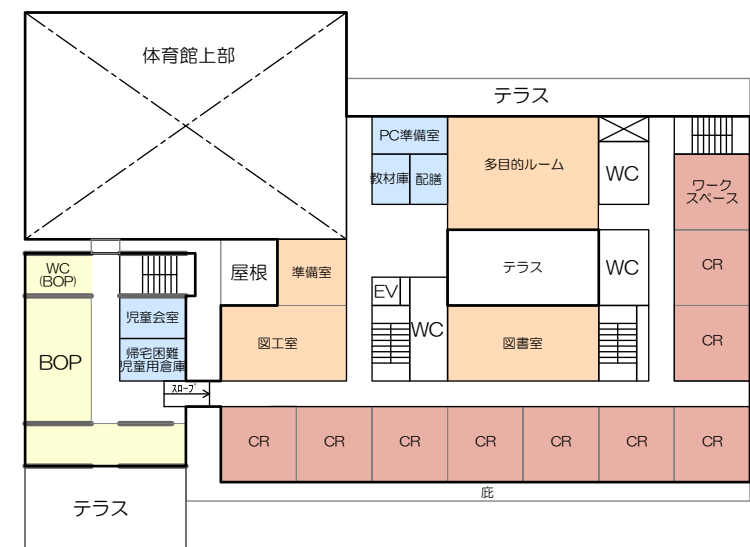 体育館上部
テラス
PC準備室
教材庫
配膳
多目的ルーム
WC
ワーク
スペース
WC
(BOP)
屋根
準備室
テラス
WC
CR
EV
児童会室
図工室
WC
図書室
CR
BOP
帰宅困難
児童用倉庫
スロープ
CR
CR
CR
CR
CR
CR
CR
庇
テラス